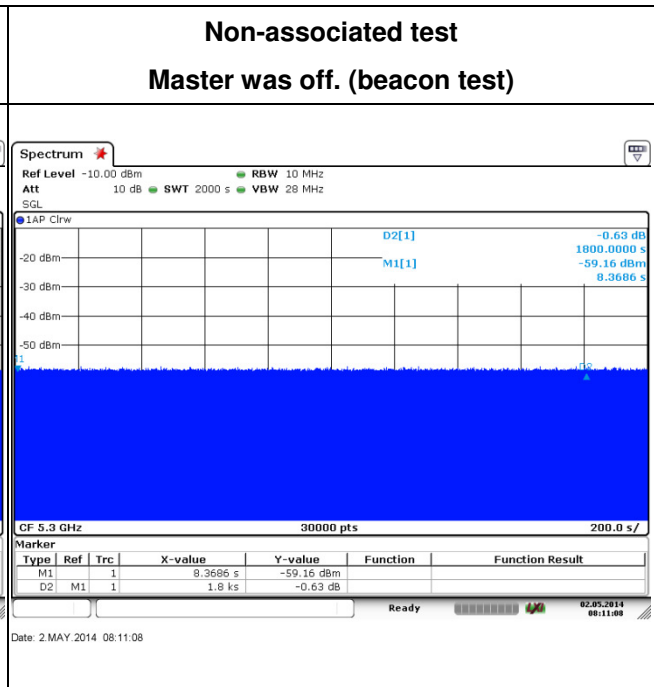 Non-associated test
Master was off. (beacon test)
Spectrum
Ref Level -10.00 dBm RBW 10 MHz
Att 10 dB SWT 2000 s VBW 28 MHz
SGL
1AP Clrw
D2[1] -0.63 dB
1800.0000 s
M1[1] -59.16 dBm
8.3686 s
-20 dBm
-30 dBm
-40 dBm
-50 dBm
CF 5.3 GHz 30000 pts 200.0 s/
Marker
Type Ref Trc X-value Y-value Function Function Result
M1 1 8.3686 s -59.16 dBm
D2 M1 1 1.8 ks -0.63 dB
Ready 02.05.2014
08:11:08
Date: 2.MAY.2014 08:11:08